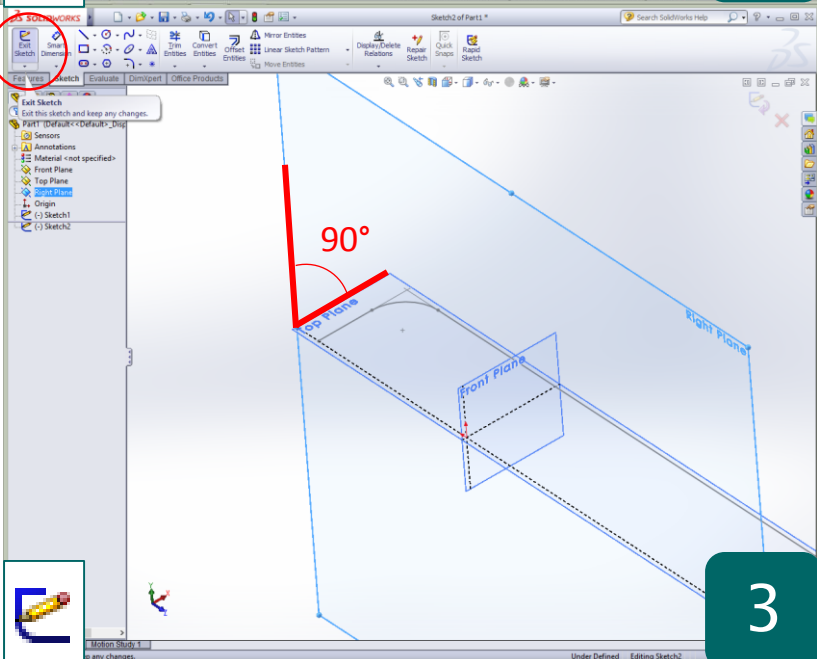 SOLIDWORKS
Sketch2 of Part1 *
Search SolidWorks Help
Exit Sketch
Smart Dimension
Trim Entities
Convert Entities
Offset Entities
Mirror Entities
Linear Sketch Pattern
Move Entities
Display/Delete Relations
Repair Sketch
Quick Snaps
Rapid Sketch
Features
Sketch
Evaluate
DimXpert
Office Products
Exit Sketch
Exit this sketch and keep any changes.
Part1 (Default<<Default>_Disp
Sensors
Annotations
Material <not specified>
Front Plane
Top Plane
Right Plane
Origin
(-) Sketch1
(-) Sketch2
90°
Top Plane
Right Plane
Front Plane
3
Motion Study 1
any changes.
Under Defined
Editing Sketch2